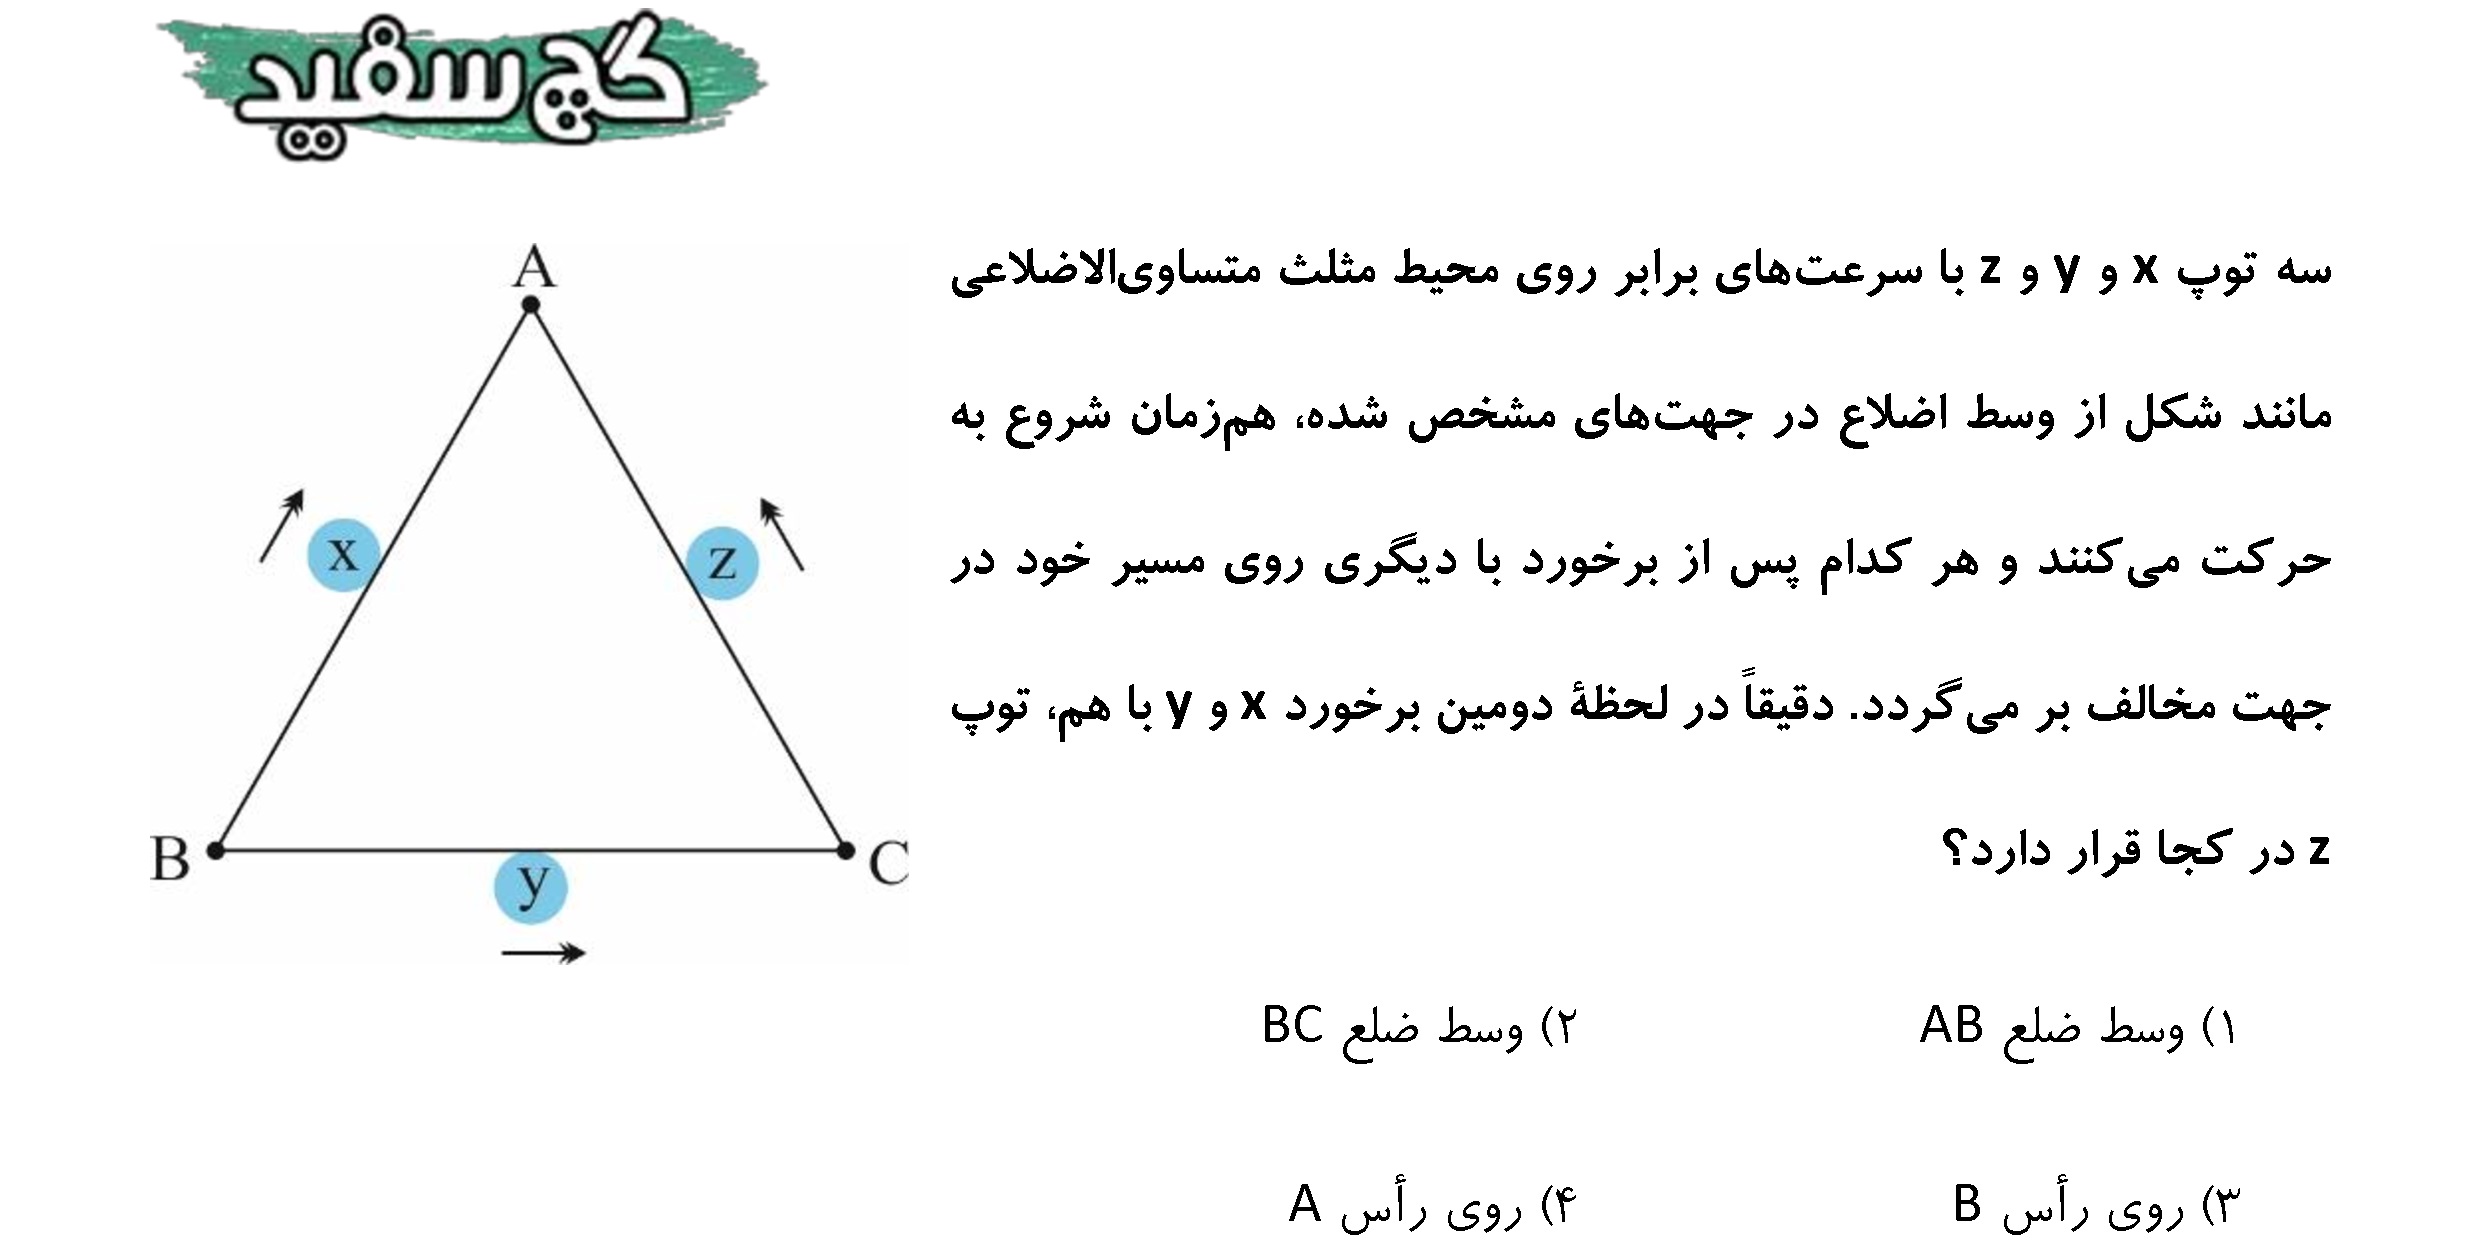 گچ سفید
سه توپ x و y و z با سرعت‌های برابر روی محیط مثلث متساوی‌الاضلاعی
مانند شکل از وسط اضلاع در جهت‌های مشخص شده، هم‌زمان شروع به
حرکت می‌کنند و هر کدام پس از برخورد با دیگری روی مسیر خود در
جهت مخالف بر می‌گردد. دقیقاً در لحظهٔ دومین برخورد x و y با هم، توپ
z در کجا قرار دارد؟
A
x
z
B
C
y
۱) وسط ضلع AB
۲) وسط ضلع BC
۳) روی رأس B
۴) روی رأس A